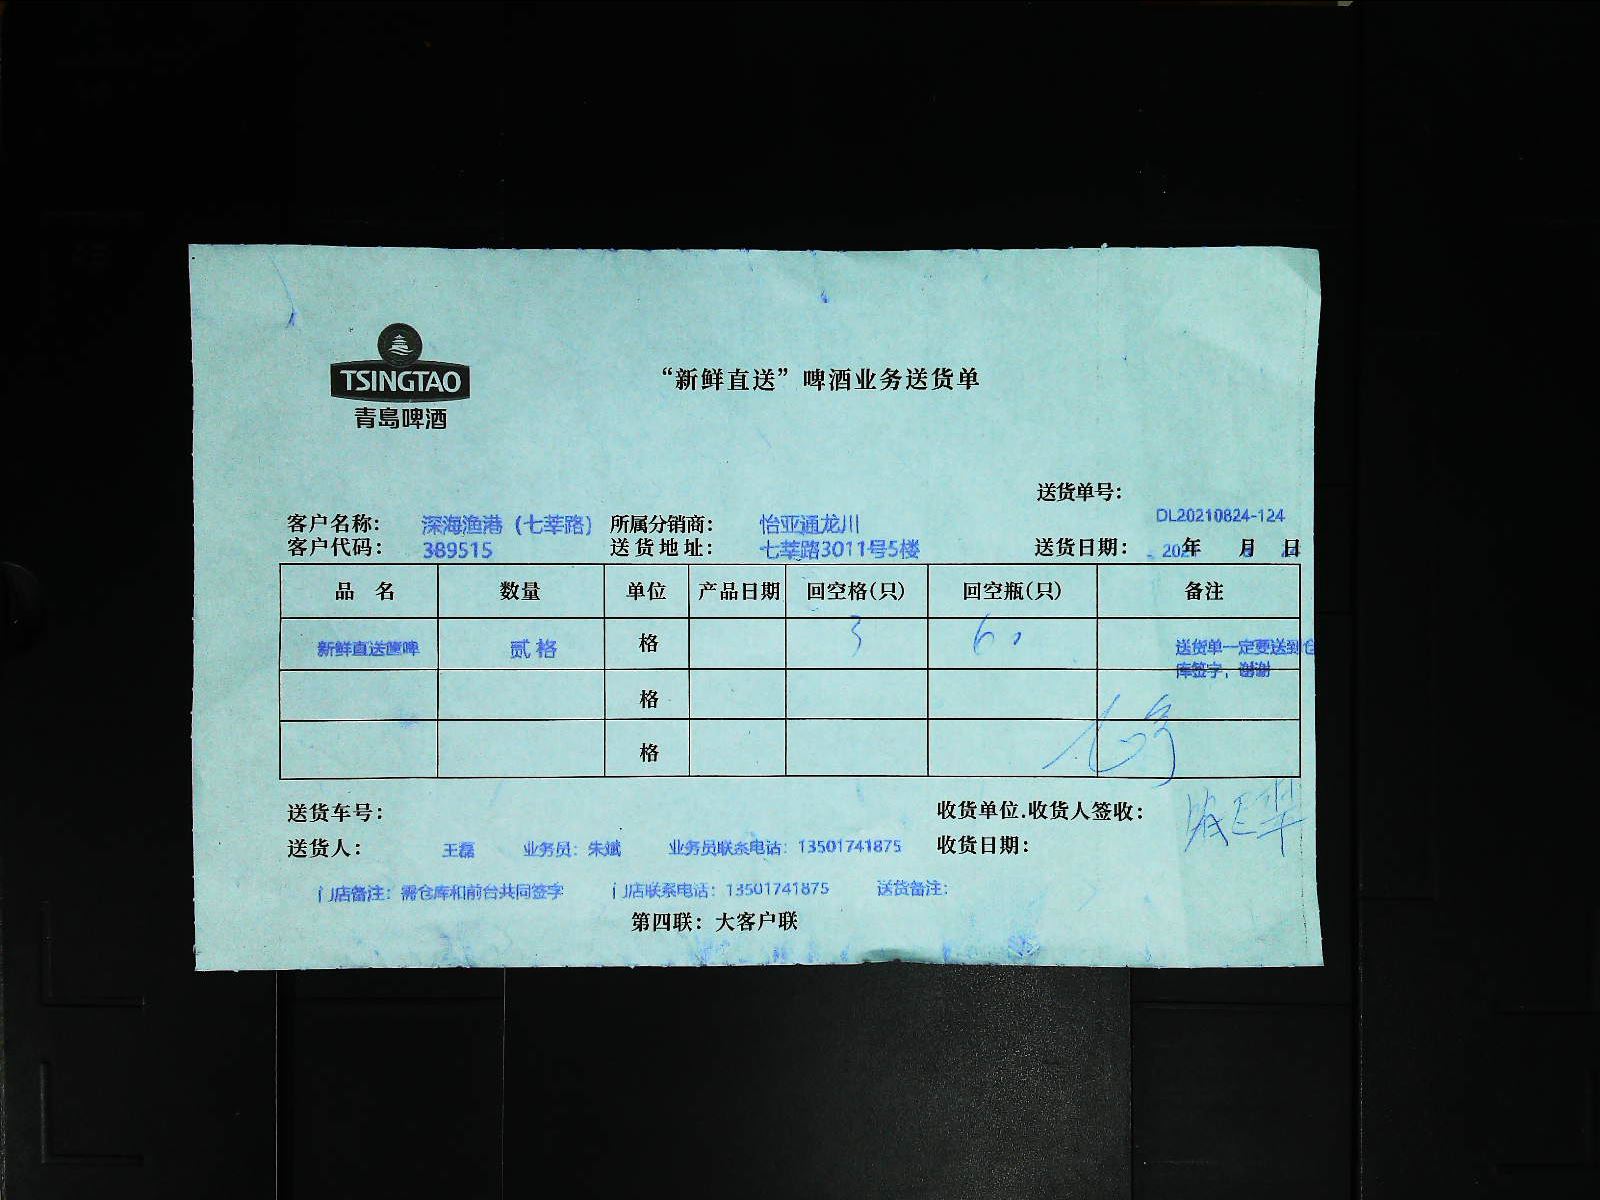 TSINGTAO
青岛啤酒
“新鲜直送”啤酒业务送货单
送货单号: DL20210824-124
客户名称: 深海渔港（七莘路） 所属分销商: 怡亚通龙川
客户代码: 389515 送货地址: 七莘路3011号5楼 送货日期: 年 月 日
品 名 数量 单位 产品日期 回空格(只) 回空瓶(只) 备注
新鲜直送筐啤 贰格 格 3 60 送货单一定要送到仓
库签字，谢谢
格
格
送货车号: 收货单位.收货人签收:
送货人: 王磊 业务员: 朱斌 业务员联系电话: 13501741875 收货日期:
门店备注: 需仓库和前台共同签字 门店联系电话: 13501741875 送货备注:
第四联: 大客户联